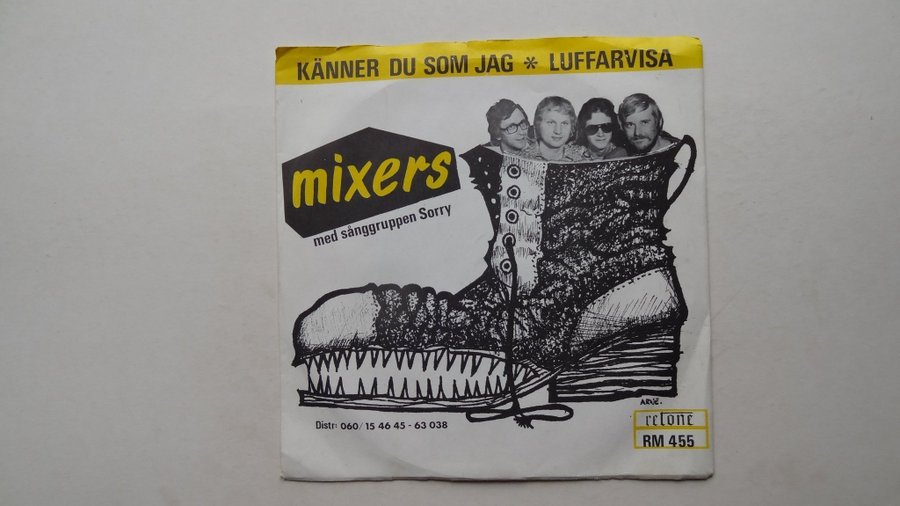 KÄNNER DU SOM JAG * LUFFARVISA
mixers
med sånggruppen Sorry
Distr: 060/15 46 45 - 63 038
retone
RM 455